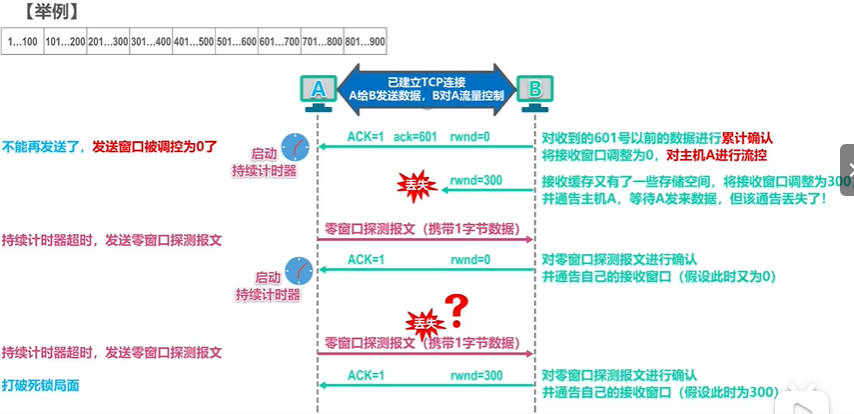 【举例】
1...100 101...200 201...300 301...400 401...500 501...600 601...700 701...800 801...900
已建立TCP连接
A给B发送数据，B对A流量控制
A
B
不能再发送了，发送窗口被调控为0了
启动
持续计时器
ACK=1 ack=601 rwnd=0
对收到的601号以前的数据进行累计确认
将接收窗口调整为0，对主机A进行流控
丢失
rwnd=300
接收缓存又有了一些存储空间，将接收窗口调整为300，
并通告主机A，等待A发来数据，但该通告丢失了！
持续计时器超时，发送零窗口探测报文
零窗口探测报文（携带1字节数据）
启动
持续计时器
ACK=1 rwnd=0
对零窗口探测报文进行确认
并通告自己的接收窗口（假设此时又为0）
丢失
？
持续计时器超时，发送零窗口探测报文
零窗口探测报文（携带1字节数据）
打破死锁局面
ACK=1 rwnd=300
对零窗口探测报文进行确认
并通告自己的接收窗口（假设此时为300）